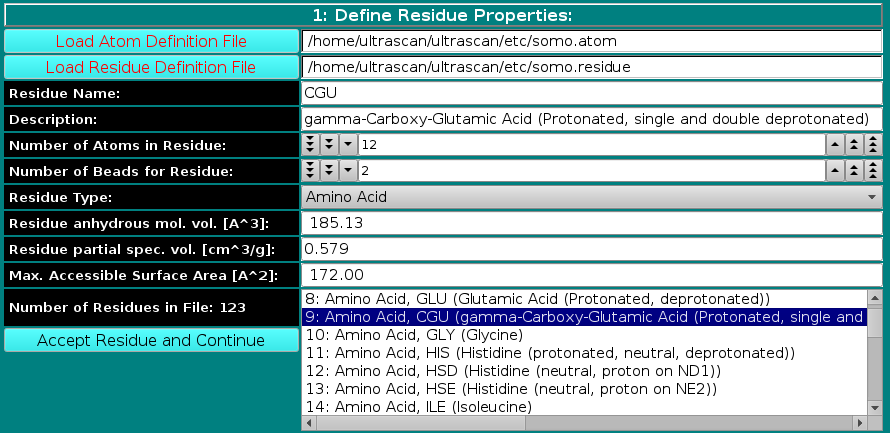 1: Define Residue Properties:
Load Atom Definition File /home/ultrascan/ultrascan/etc/somo.atom
Load Residue Definition File /home/ultrascan/ultrascan/etc/somo.residue
Residue Name: CGU
Description: gamma-Carboxy-Glutamic Acid (Protonated, single and double deprotonated)
Number of Atoms in Residue: 12
Number of Beads for Residue: 2
Residue Type: Amino Acid
Residue anhydrous mol. vol. [A^3]: 185.13
Residue partial spec. vol. [cm^3/g]: 0.579
Max. Accessible Surface Area [A^2]: 172.00
Number of Residues in File: 123
8: Amino Acid, GLU (Glutamic Acid (Protonated, deprotonated))
9: Amino Acid, CGU (gamma-Carboxy-Glutamic Acid (Protonated, single and
10: Amino Acid, GLY (Glycine)
11: Amino Acid, HIS (Histidine (protonated, neutral, deprotonated))
12: Amino Acid, HSD (Histidine (neutral, proton on ND1))
13: Amino Acid, HSE (Histidine (neutral, proton on NE2))
14: Amino Acid, ILE (Isoleucine)
Accept Residue and Continue